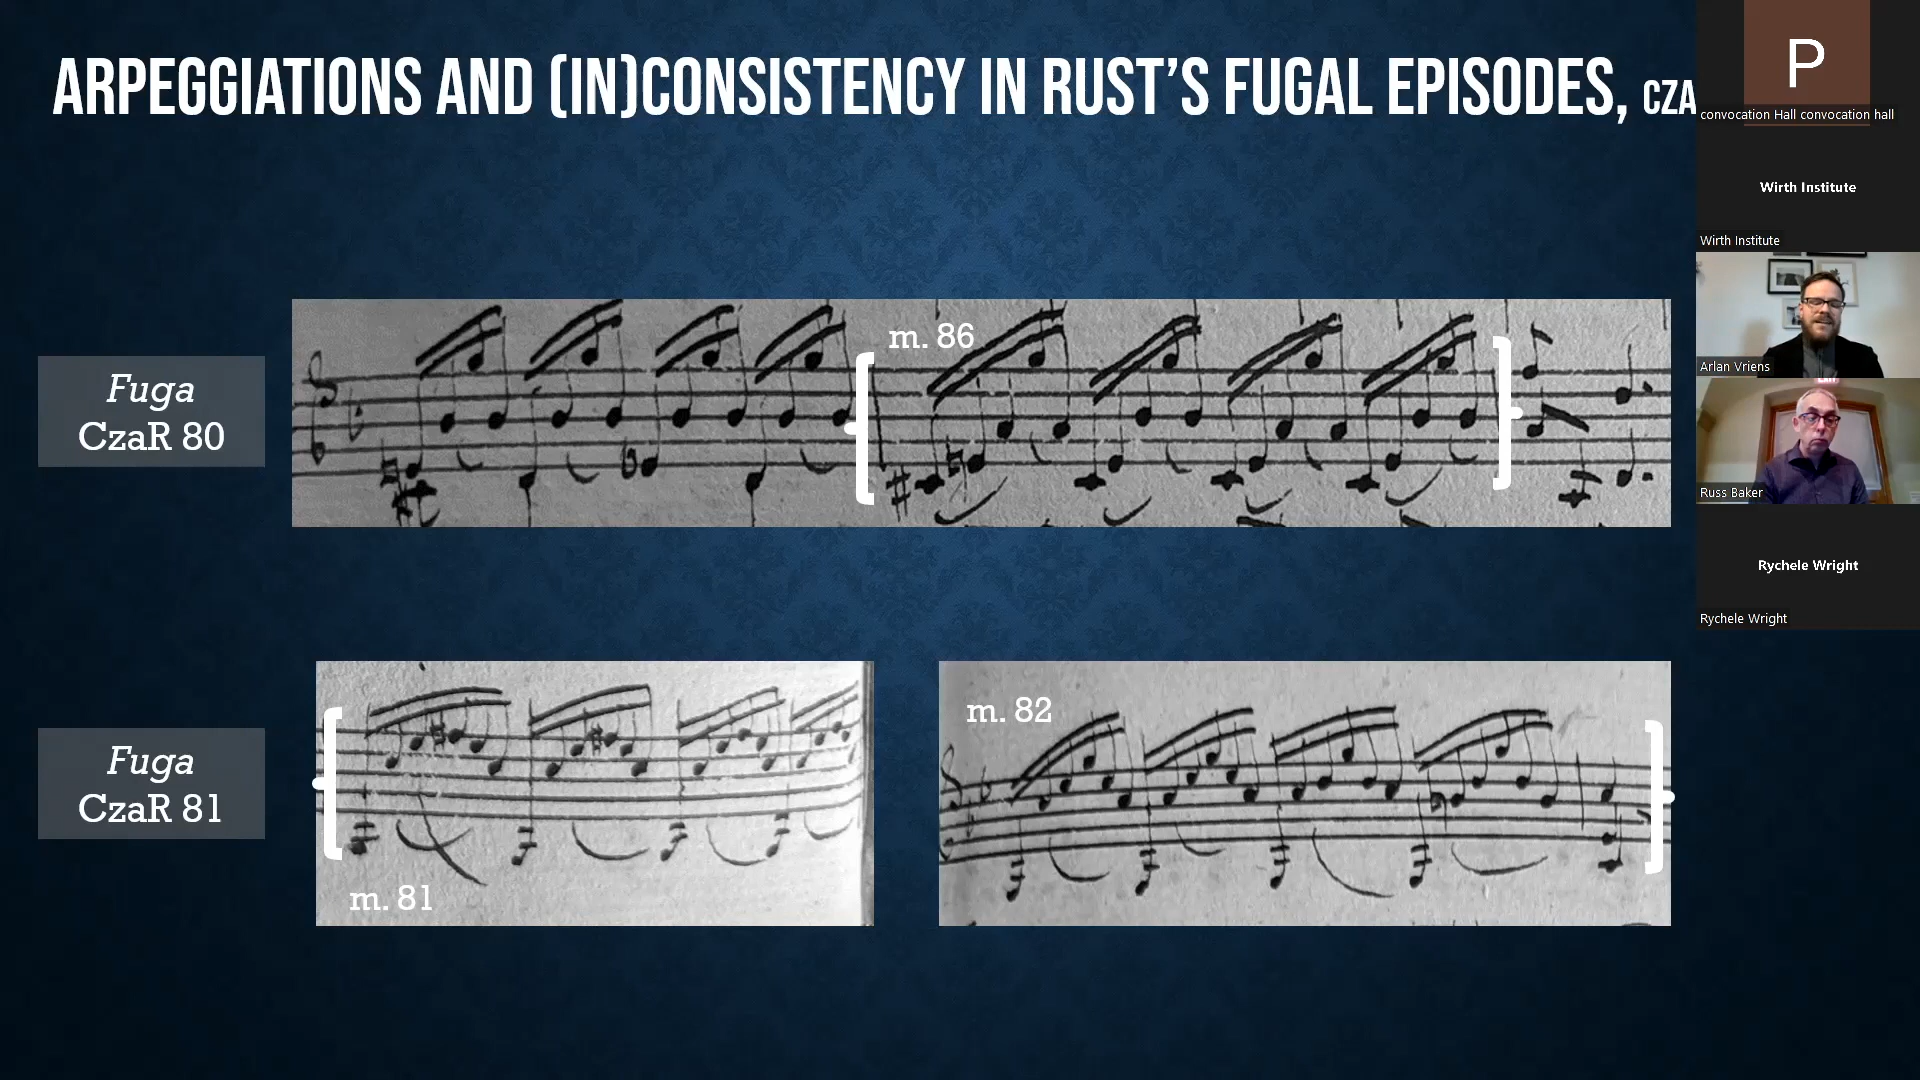 ARPEGGIATIONS AND (IN)CONSISTENCY IN RUST'S FUGAL EPISODES, CZA
P
convocation Hall convocation hall
Wirth Institute
Wirth Institute
Arlan Vriens
Russ Baker
Rychele Wright
Rychele Wright
Fuga
CzaR 80
m. 86
Fuga
CzaR 81
m. 81
m. 82